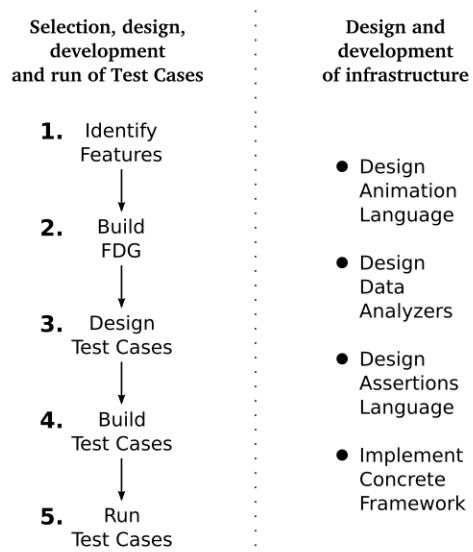 Selection, design,
development
and run of Test Cases
1. Identify
Features
2. Build
FDG
3. Design
Test Cases
4. Build
Test Cases
5. Run
Test Cases
Design and
development
of infrastructure
● Design
Animation
Language
● Design
Data
Analyzers
● Design
Assertions
Language
● Implement
Concrete
Framework